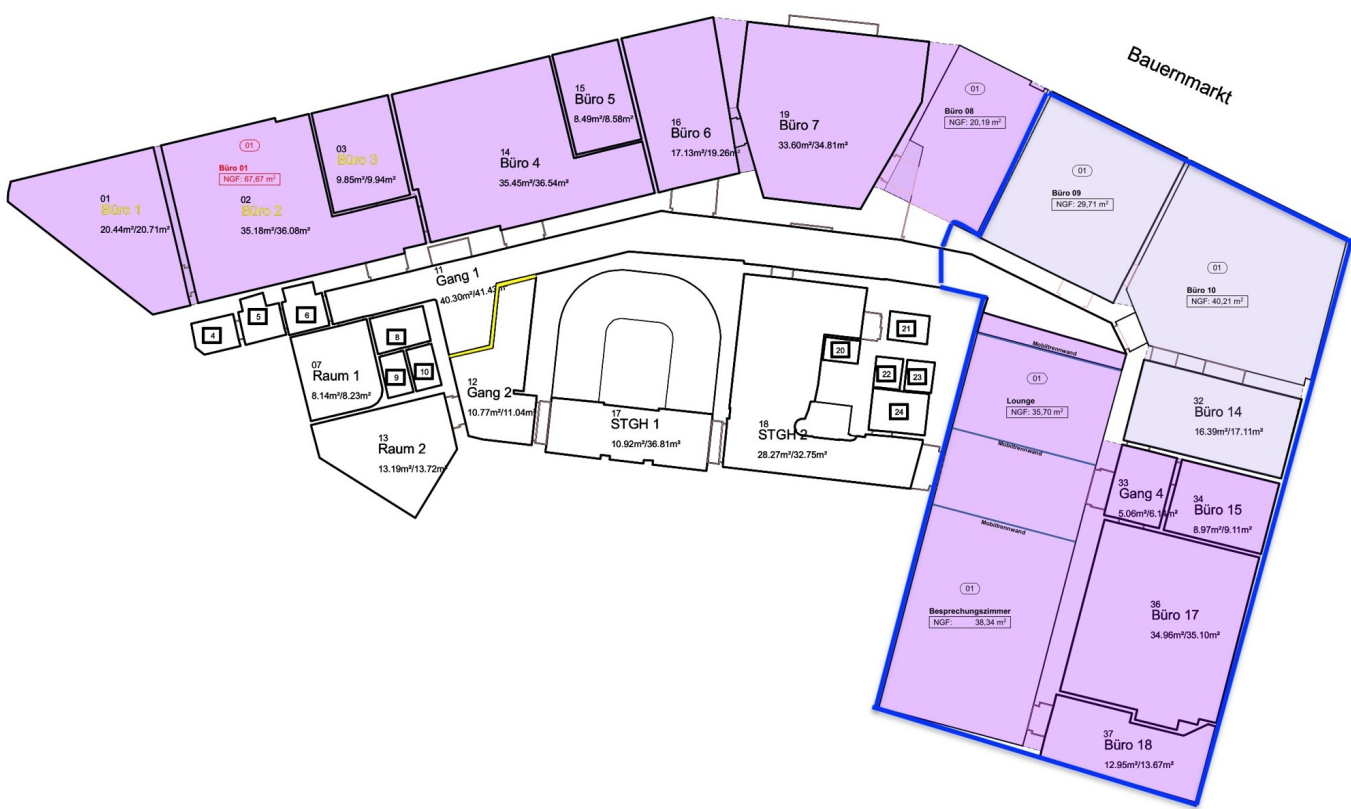 Bauernmarkt
01
Büro 1
20.44m²/20.71m²
01
Büro 01
NGF: 67,67 m²
02
Büro 2
35.18m²/36.08m²
03
Büro 3
9.85m²/9.94m²
14
Büro 4
35.45m²/36.54m²
15
Büro 5
8.49m²/8.58m²
16
Büro 6
17.13m²/19.26m²
19
Büro 7
33.60m²/34.81m²
01
Büro 08
NGF: 20,19 m²
01
Büro 09
NGF: 29,71 m²
01
Büro 10
NGF: 40,21 m²
11
Gang 1
40.30m²/41.43m²
4
5
6
07
Raum 1
8.14m²/8.23m²
8
9
10
12
Gang 2
10.77m²/11.04m²
13
Raum 2
13.19m²/13.72m²
17
STGH 1
10.92m²/36.81m²
18
STGH 2
28.27m²/32.75m²
20
21
22
23
24
Mobiltrennwand
01
Lounge
NGF: 35,70 m²
Mobiltrennwand
Mobiltrennwand
01
Besprechungszimmer
NGF: 38,34 m²
32
Büro 14
16.39m²/17.11m²
33
Gang 4
5.06m²/6.14m²
34
Büro 15
8.97m²/9.11m²
36
Büro 17
34.96m²/35.10m²
37
Büro 18
12.95m²/13.67m²